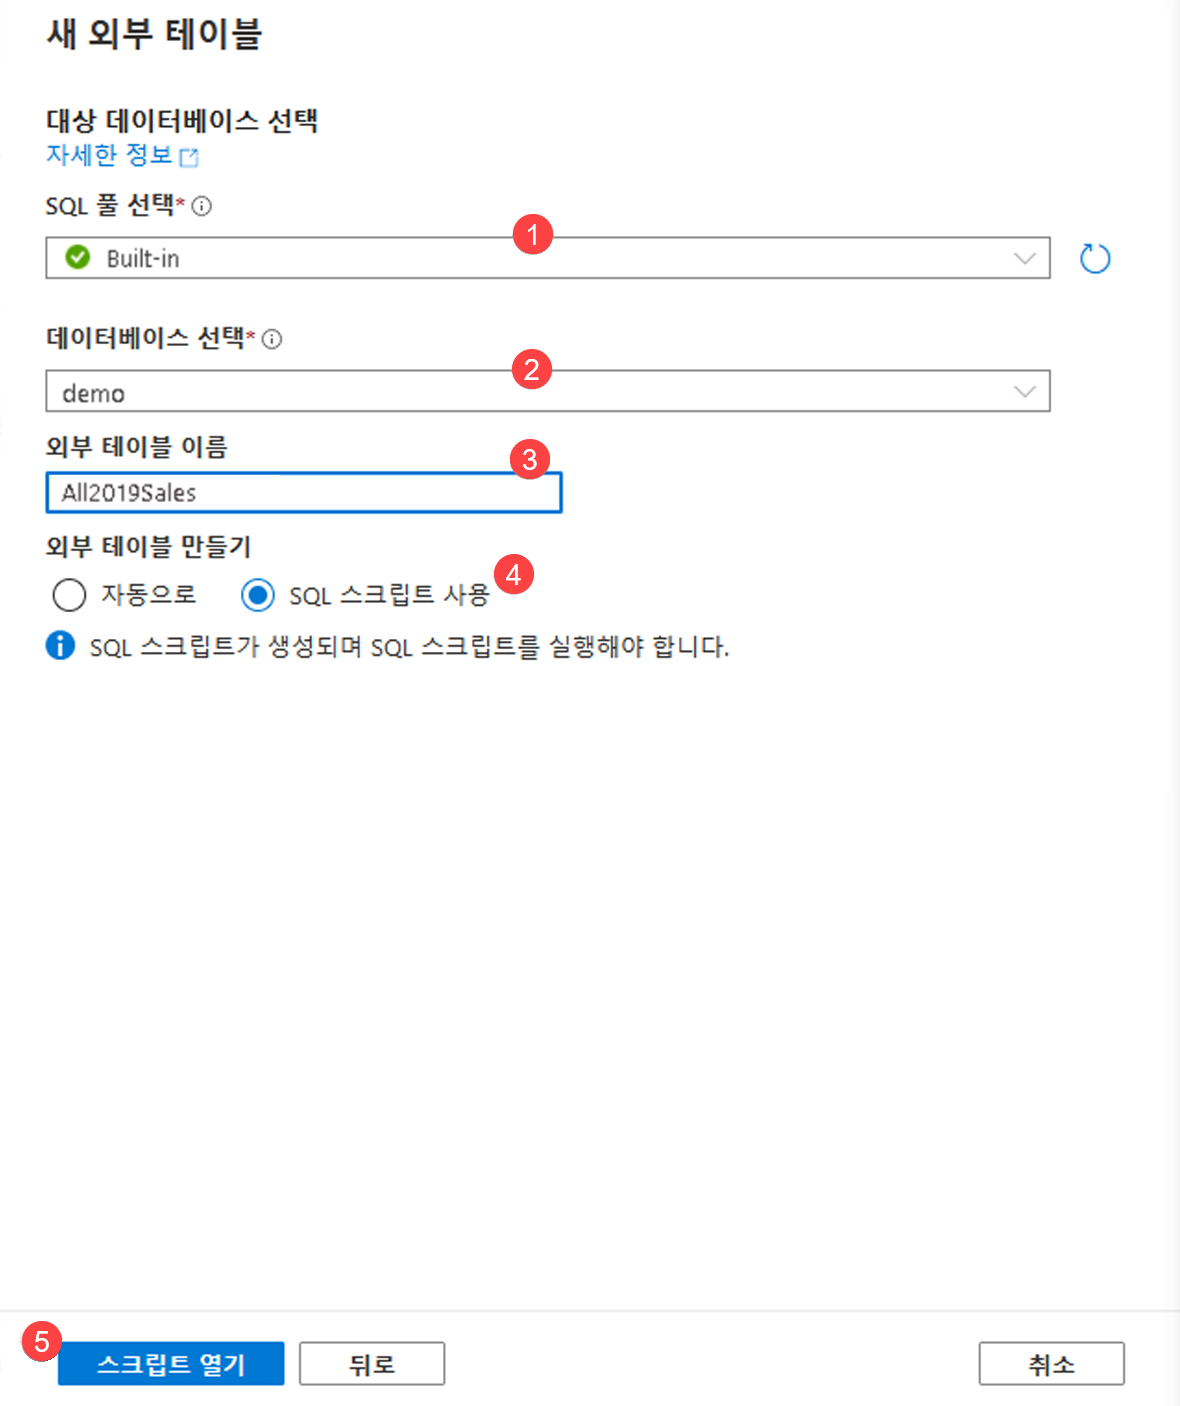 새 외부 테이블
대상 데이터베이스 선택
자세한 정보
SQL 풀 선택*
1
Built-in
데이터베이스 선택*
2
demo
외부 테이블 이름
3
All2019Sales
외부 테이블 만들기
자동으로 SQL 스크립트 사용 4
SQL 스크립트가 생성되며 SQL 스크립트를 실행해야 합니다.
5
스크립트 열기 뒤로 취소